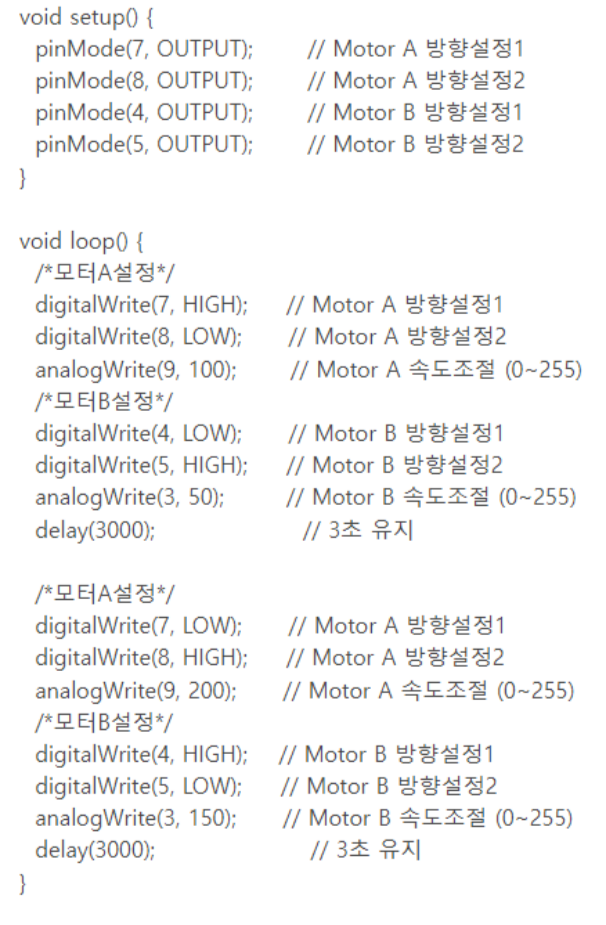 void setup() {
pinMode(7, OUTPUT); // Motor A 방향설정1
pinMode(8, OUTPUT); // Motor A 방향설정2
pinMode(4, OUTPUT); // Motor B 방향설정1
pinMode(5, OUTPUT); // Motor B 방향설정2
}
void loop() {
/*모터A설정*/
digitalWrite(7, HIGH); // Motor A 방향설정1
digitalWrite(8, LOW); // Motor A 방향설정2
analogWrite(9, 100); // Motor A 속도조절 (0~255)
/*모터B설정*/
digitalWrite(4, LOW); // Motor B 방향설정1
digitalWrite(5, HIGH); // Motor B 방향설정2
analogWrite(3, 50); // Motor B 속도조절 (0~255)
delay(3000); // 3초 유지
/*모터A설정*/
digitalWrite(7, LOW); // Motor A 방향설정1
digitalWrite(8, HIGH); // Motor A 방향설정2
analogWrite(9, 200); // Motor A 속도조절 (0~255)
/*모터B설정*/
digitalWrite(4, HIGH); // Motor B 방향설정1
digitalWrite(5, LOW); // Motor B 방향설정2
analogWrite(3, 150); // Motor B 속도조절 (0~255)
delay(3000); // 3초 유지
}